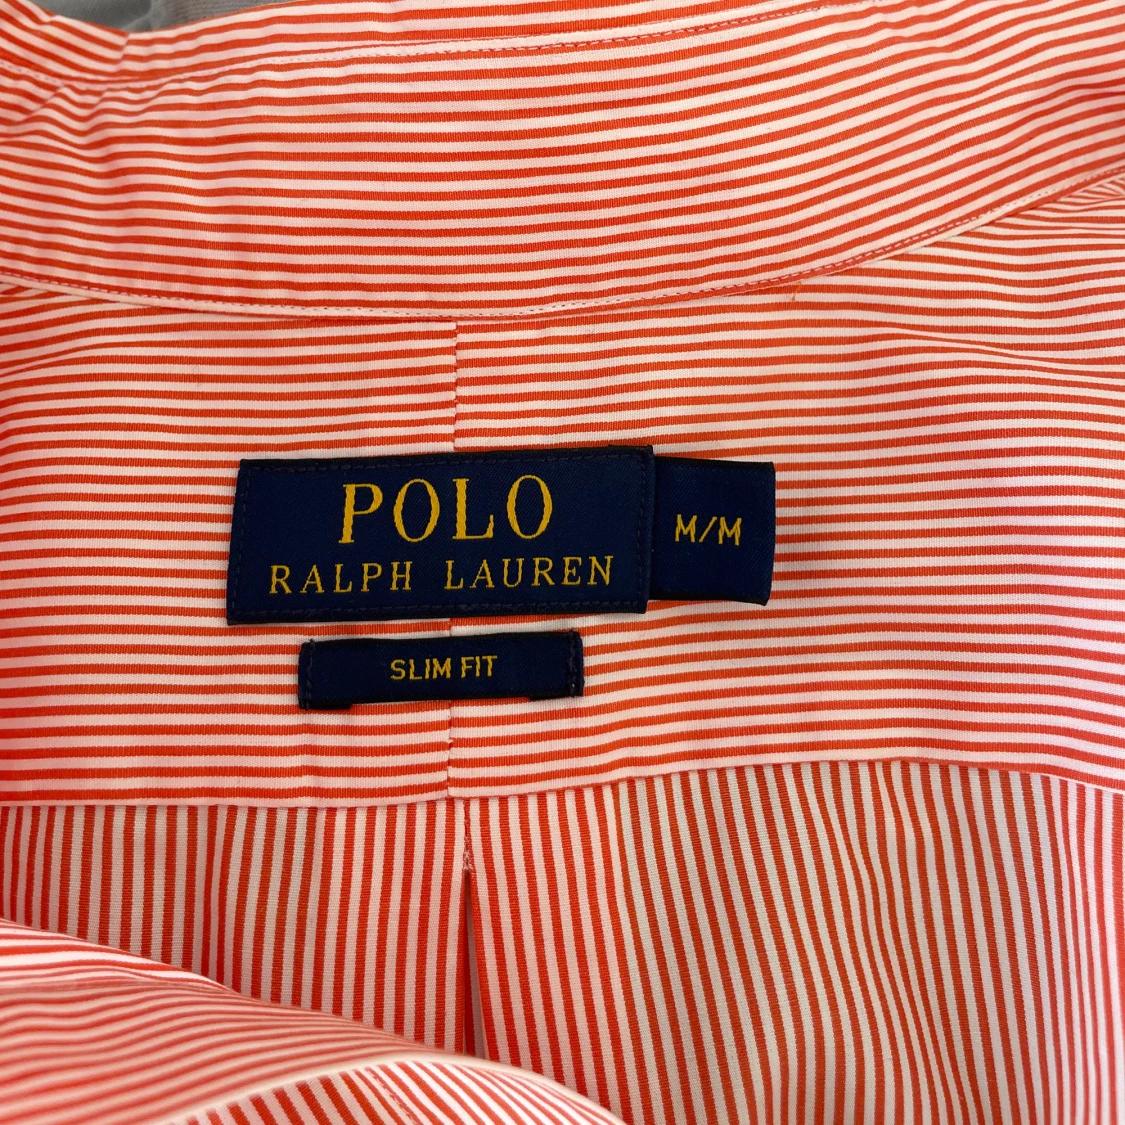 POLO
RALPH LAUREN
M/M
SLIM FIT